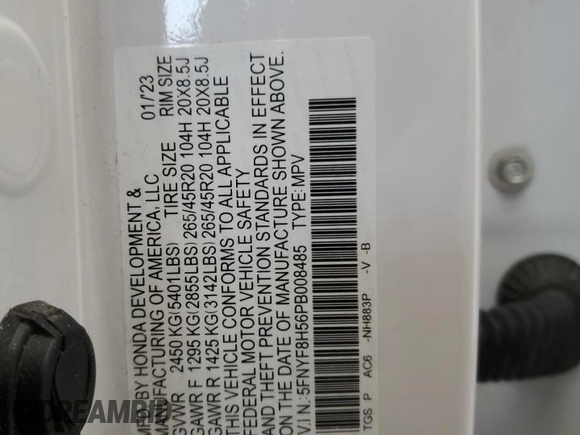 MFD. BY HONDA DEVELOPMENT & 01/'23
MANUFACTURING OF AMERICA, LLC
TIRE SIZE RIM SIZE
GVWR 2450 KG(5401LBS)
GAWR F 1295 KG(2855LBS) 265/45R20 104H 20X8.5J
GAWR R 1425 KG(3142LBS) 265/45R20 104H 20X8.5J
THIS VEHICLE CONFORMS TO ALL APPLICABLE
FEDERAL MOTOR VEHICLE SAFETY
AND THEFT PREVENTION STANDARDS IN EFFECT
ON THE DATE OF MANUFACTURE SHOWN ABOVE.
V.I.N.:5FNYF8H56PB008485 TYPE: MPV
TGS P AC6 -NH883P -V -B
DREAMBID